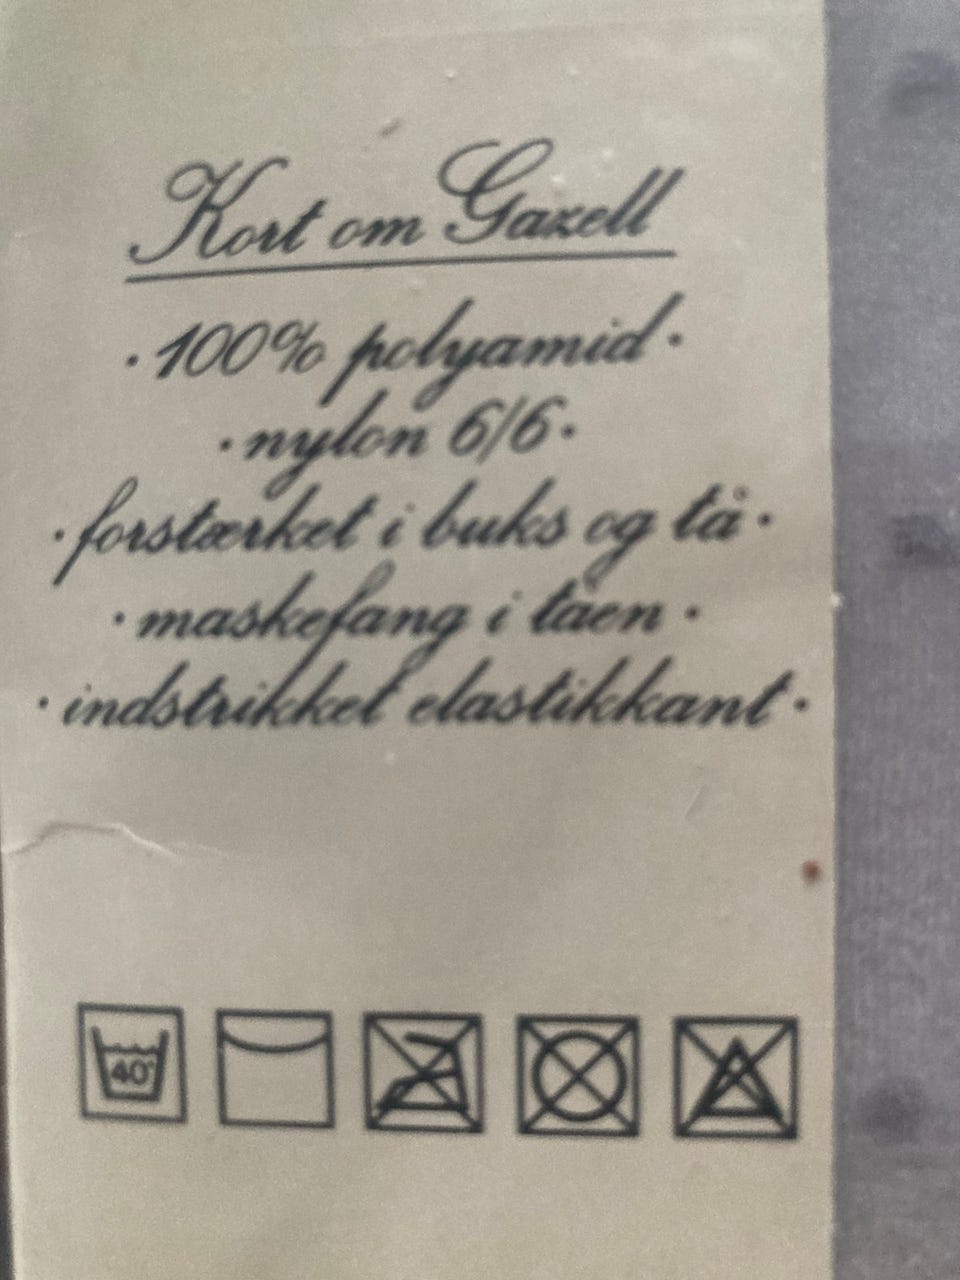 Kort om Gazell
· 100% polyamid ·
· nylon 6/6 ·
· forstærket i buks og tå ·
· maskefang i tåen ·
· indstrikket elastikkant ·
40°